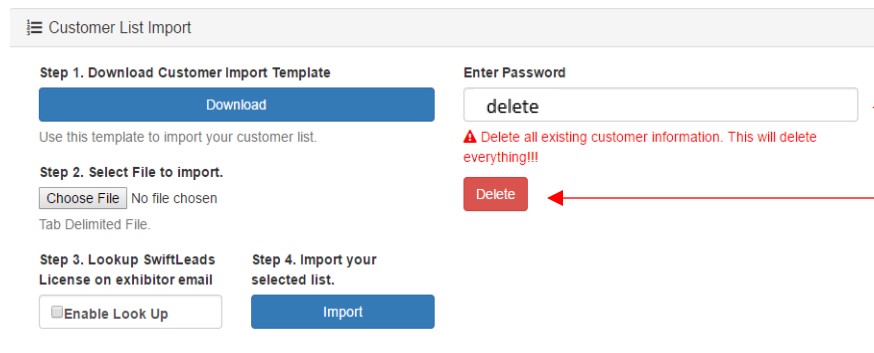 Customer List Import
Step 1. Download Customer Import Template
Download
Use this template to import your customer list.
Step 2. Select File to import.
Choose File No file chosen
Tab Delimited File.
Step 3. Lookup SwiftLeads
License on exhibitor email
Enable Look Up
Step 4. Import your
selected list.
Import
Enter Password
delete
Delete all existing customer information. This will delete
everything!!!
Delete